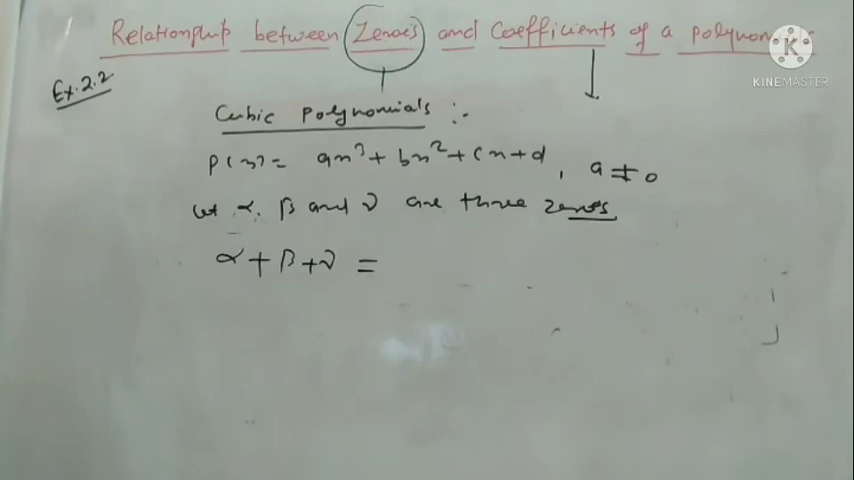 Relationship between Zeroes and Coefficients of a polynom
KINEMASTER
Ex.2.2
Cubic Polynomials :-
P(x) = ax³ + bx² + cx + d , a ≠ 0
Let α, β and γ are three zeroes
α + β + γ =